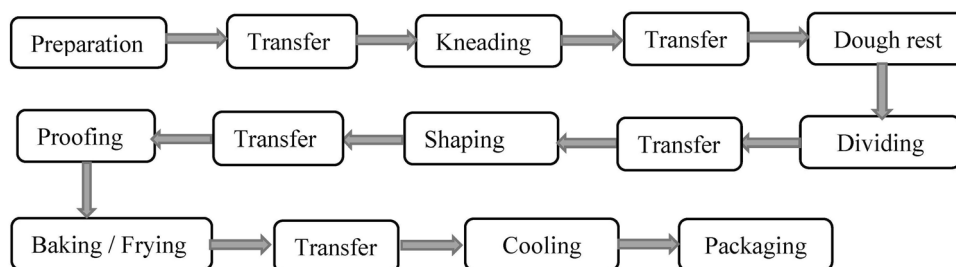 Preparation
Transfer
Kneading
Transfer
Dough rest
Dividing
Transfer
Shaping
Transfer
Proofing
Baking / Frying
Transfer
Cooling
Packaging